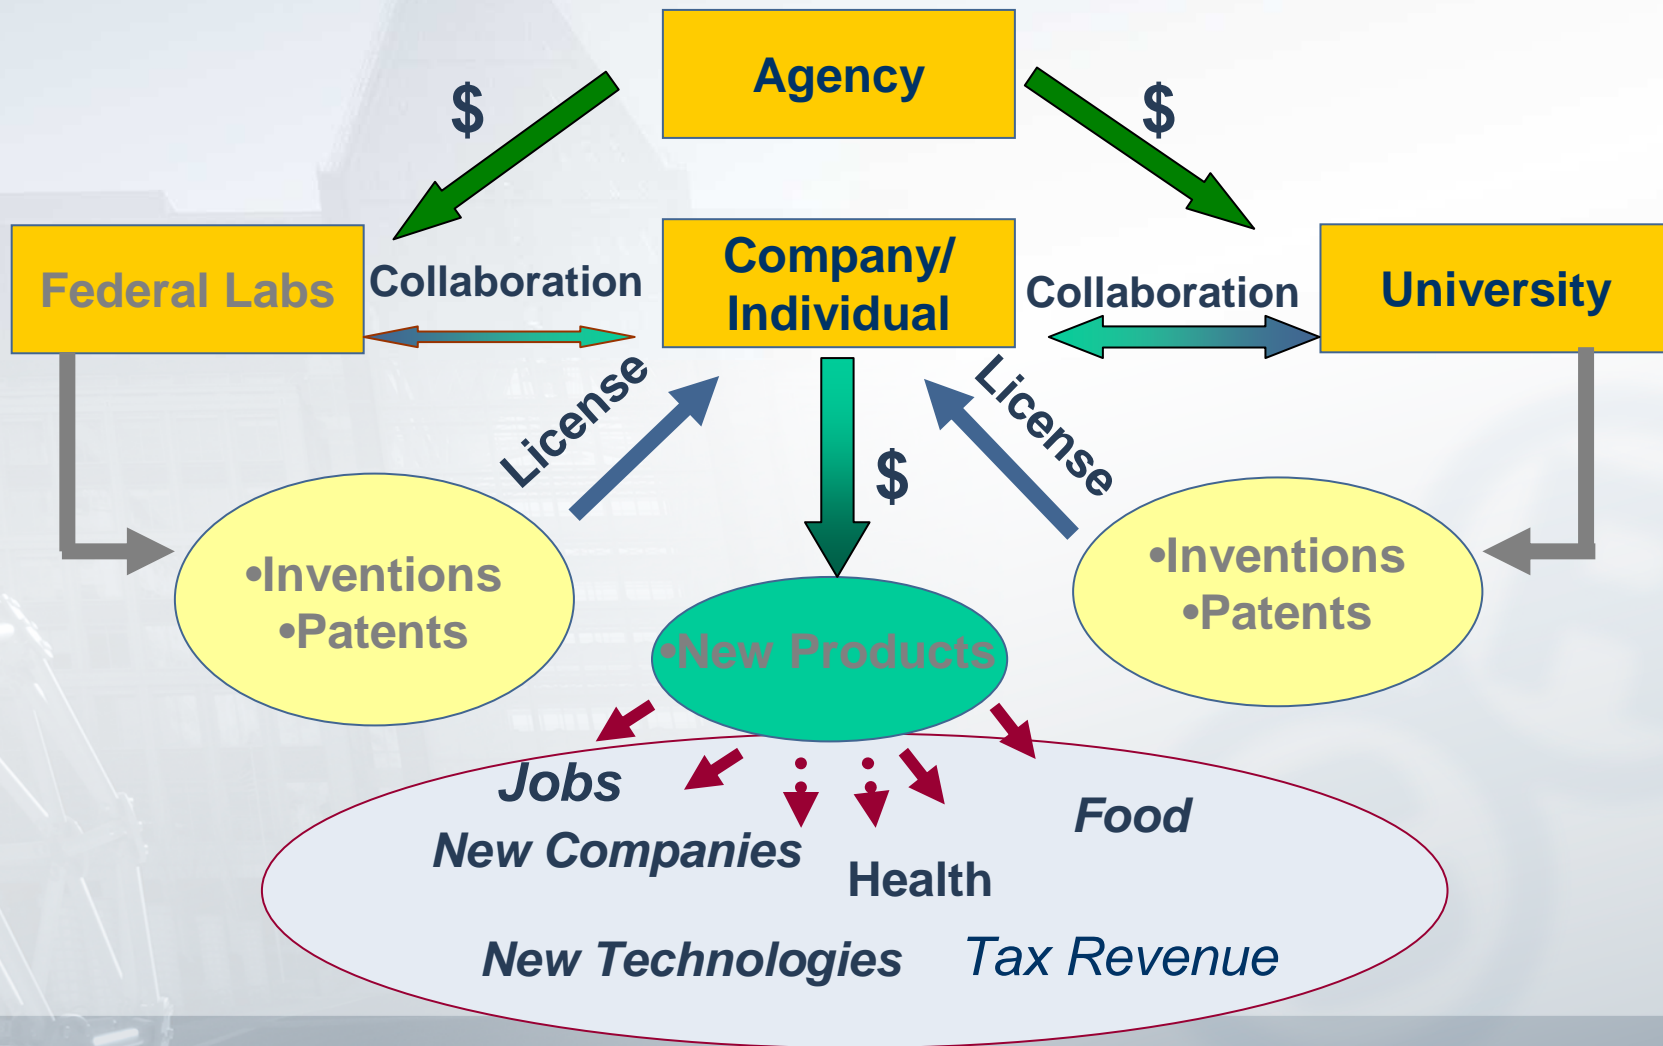 Agency
$
$
Federal Labs
Collaboration
Company/
Individual
Collaboration
University
License
License
$
•Inventions
•Patents
•Inventions
•Patents
•New Products
Jobs
Food
New Companies
Health
New Technologies
Tax Revenue